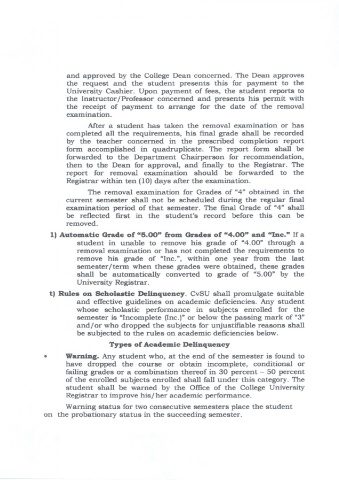 and approved by the College Dean concerned. The Dean approves
the request and the student presents this for payment to the
University Cashier. Upon payment of fees, the student reports to
the Instructor/Professor concerned and presents his permit with
the receipt of payment to arrange for the date of the removal
examination.
After a student has taken the removal examination or has
completed all the requirements, his final grade shall be recorded
by the teacher concerned in the prescribed completion report
form accomplished in quadruplicate. The report form shall be
forwarded to the Department Chairperson for recommendation,
then to the Dean for approval, and finally to the Registrar. The
report for removal examination should be forwarded to the
Registrar within ten (10) days after the examination.
The removal examination for Grades of "4" obtained in the
current semester shall not be scheduled during the regular final
examination period of that semester. The final Grade of "4" shall
be reflected first in the student's record before this can be
removed.
1) Automatic Grade of "5.00" from Grades of "4.00" and "Inc." If a
student in unable to remove his grade of "4.00" through a
removal examination or has not completed the requirements to
remove his grade of "Inc.", within one year from the last
semester/term when these grades were obtained, these grades
shall be automatically converted to grade of "5.00" by the
University Registrar.
t) Rules on Scholastic Delinquency. CvSU shall promulgate suitable
and effective guidelines on academic deficiencies. Any student
whose scholastic performance in subjects enrolled for the
semester is "Incomplete (Inc.)" or below the passing mark of "3"
and/or who dropped the subjects for unjustifiable reasons shall
be subjected to the rules on academic deficiencies below.
Types of Academic Delinquency
Warning. Any student who, at the end of the semester is found to
have dropped the course or obtain incomplete, conditional or
failing grades or a combination thereof in 30 percent – 50 percent
of the enrolled subjects enrolled shall fall under this category. The
student shall be warned by the Office of the College University
Registrar to improve his/her academic performance.
Warning status for two consecutive semesters place the student
on the probationary status in the succeeding semester.